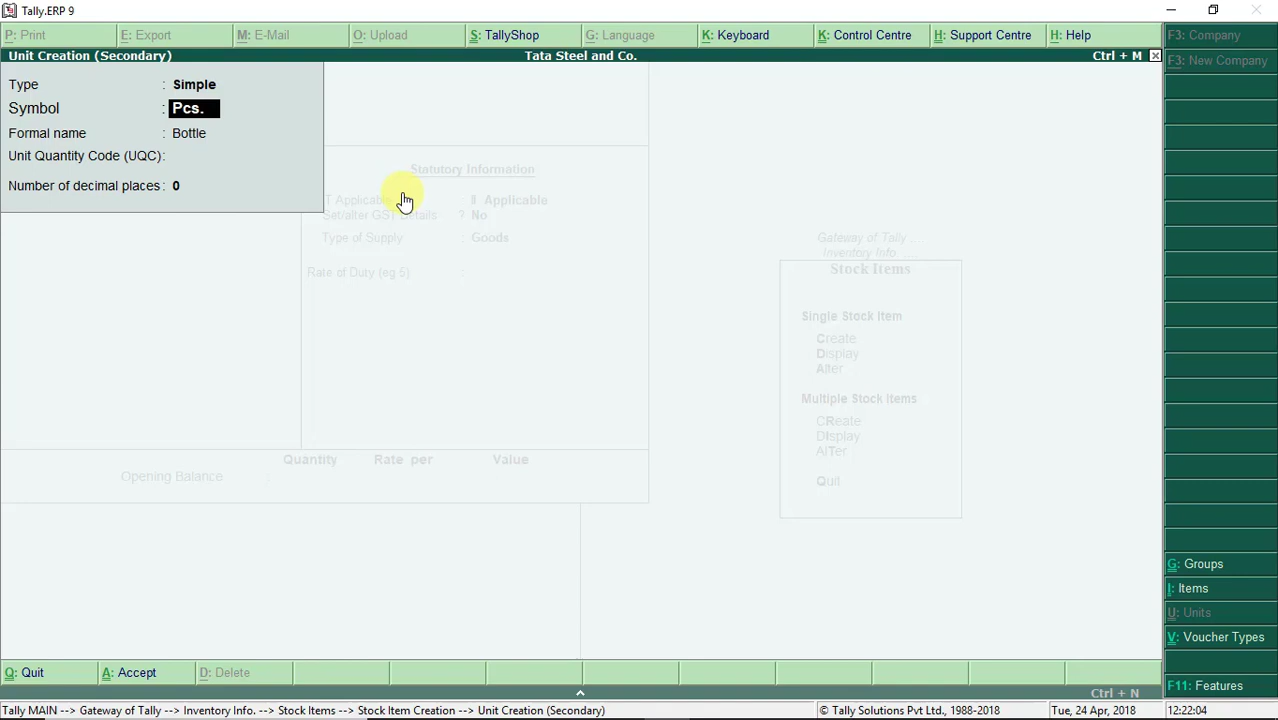 Tally.ERP 9
P: Print E: Export M: E-Mail O: Upload S: TallyShop G: Language K: Keyboard K: Control Centre H: Support Centre H: Help F3: Company
Unit Creation (Secondary) Tata Steel and Co. Ctrl + M F3: New Company
Type : Simple
Symbol : Pcs.
Formal name : Bottle
Unit Quantity Code (UQC):
Number of decimal places: 0
Statutory Information
T Applicable : Applicable
Set/alter GST Details ? No
Type of Supply : Goods
Rate of Duty (eg 5) :
Gateway of Tally ...
Inventory Info. ...
Stock Items
Single Stock Item
Create
Display
Alter
Multiple Stock Items
CReate
DIsplay
AlTer
Quit
Quantity Rate per Value
Opening Balance :
G: Groups
I: Items
U: Units
V: Voucher Types
F11: Features
Q: Quit A: Accept D: Delete
Ctrl + N
Tally MAIN --> Gateway of Tally --> Inventory Info. --> Stock Items --> Stock Item Creation --> Unit Creation (Secondary) © Tally Solutions Pvt Ltd., 1988-2018 Tue, 24 Apr, 2018 12:22:04